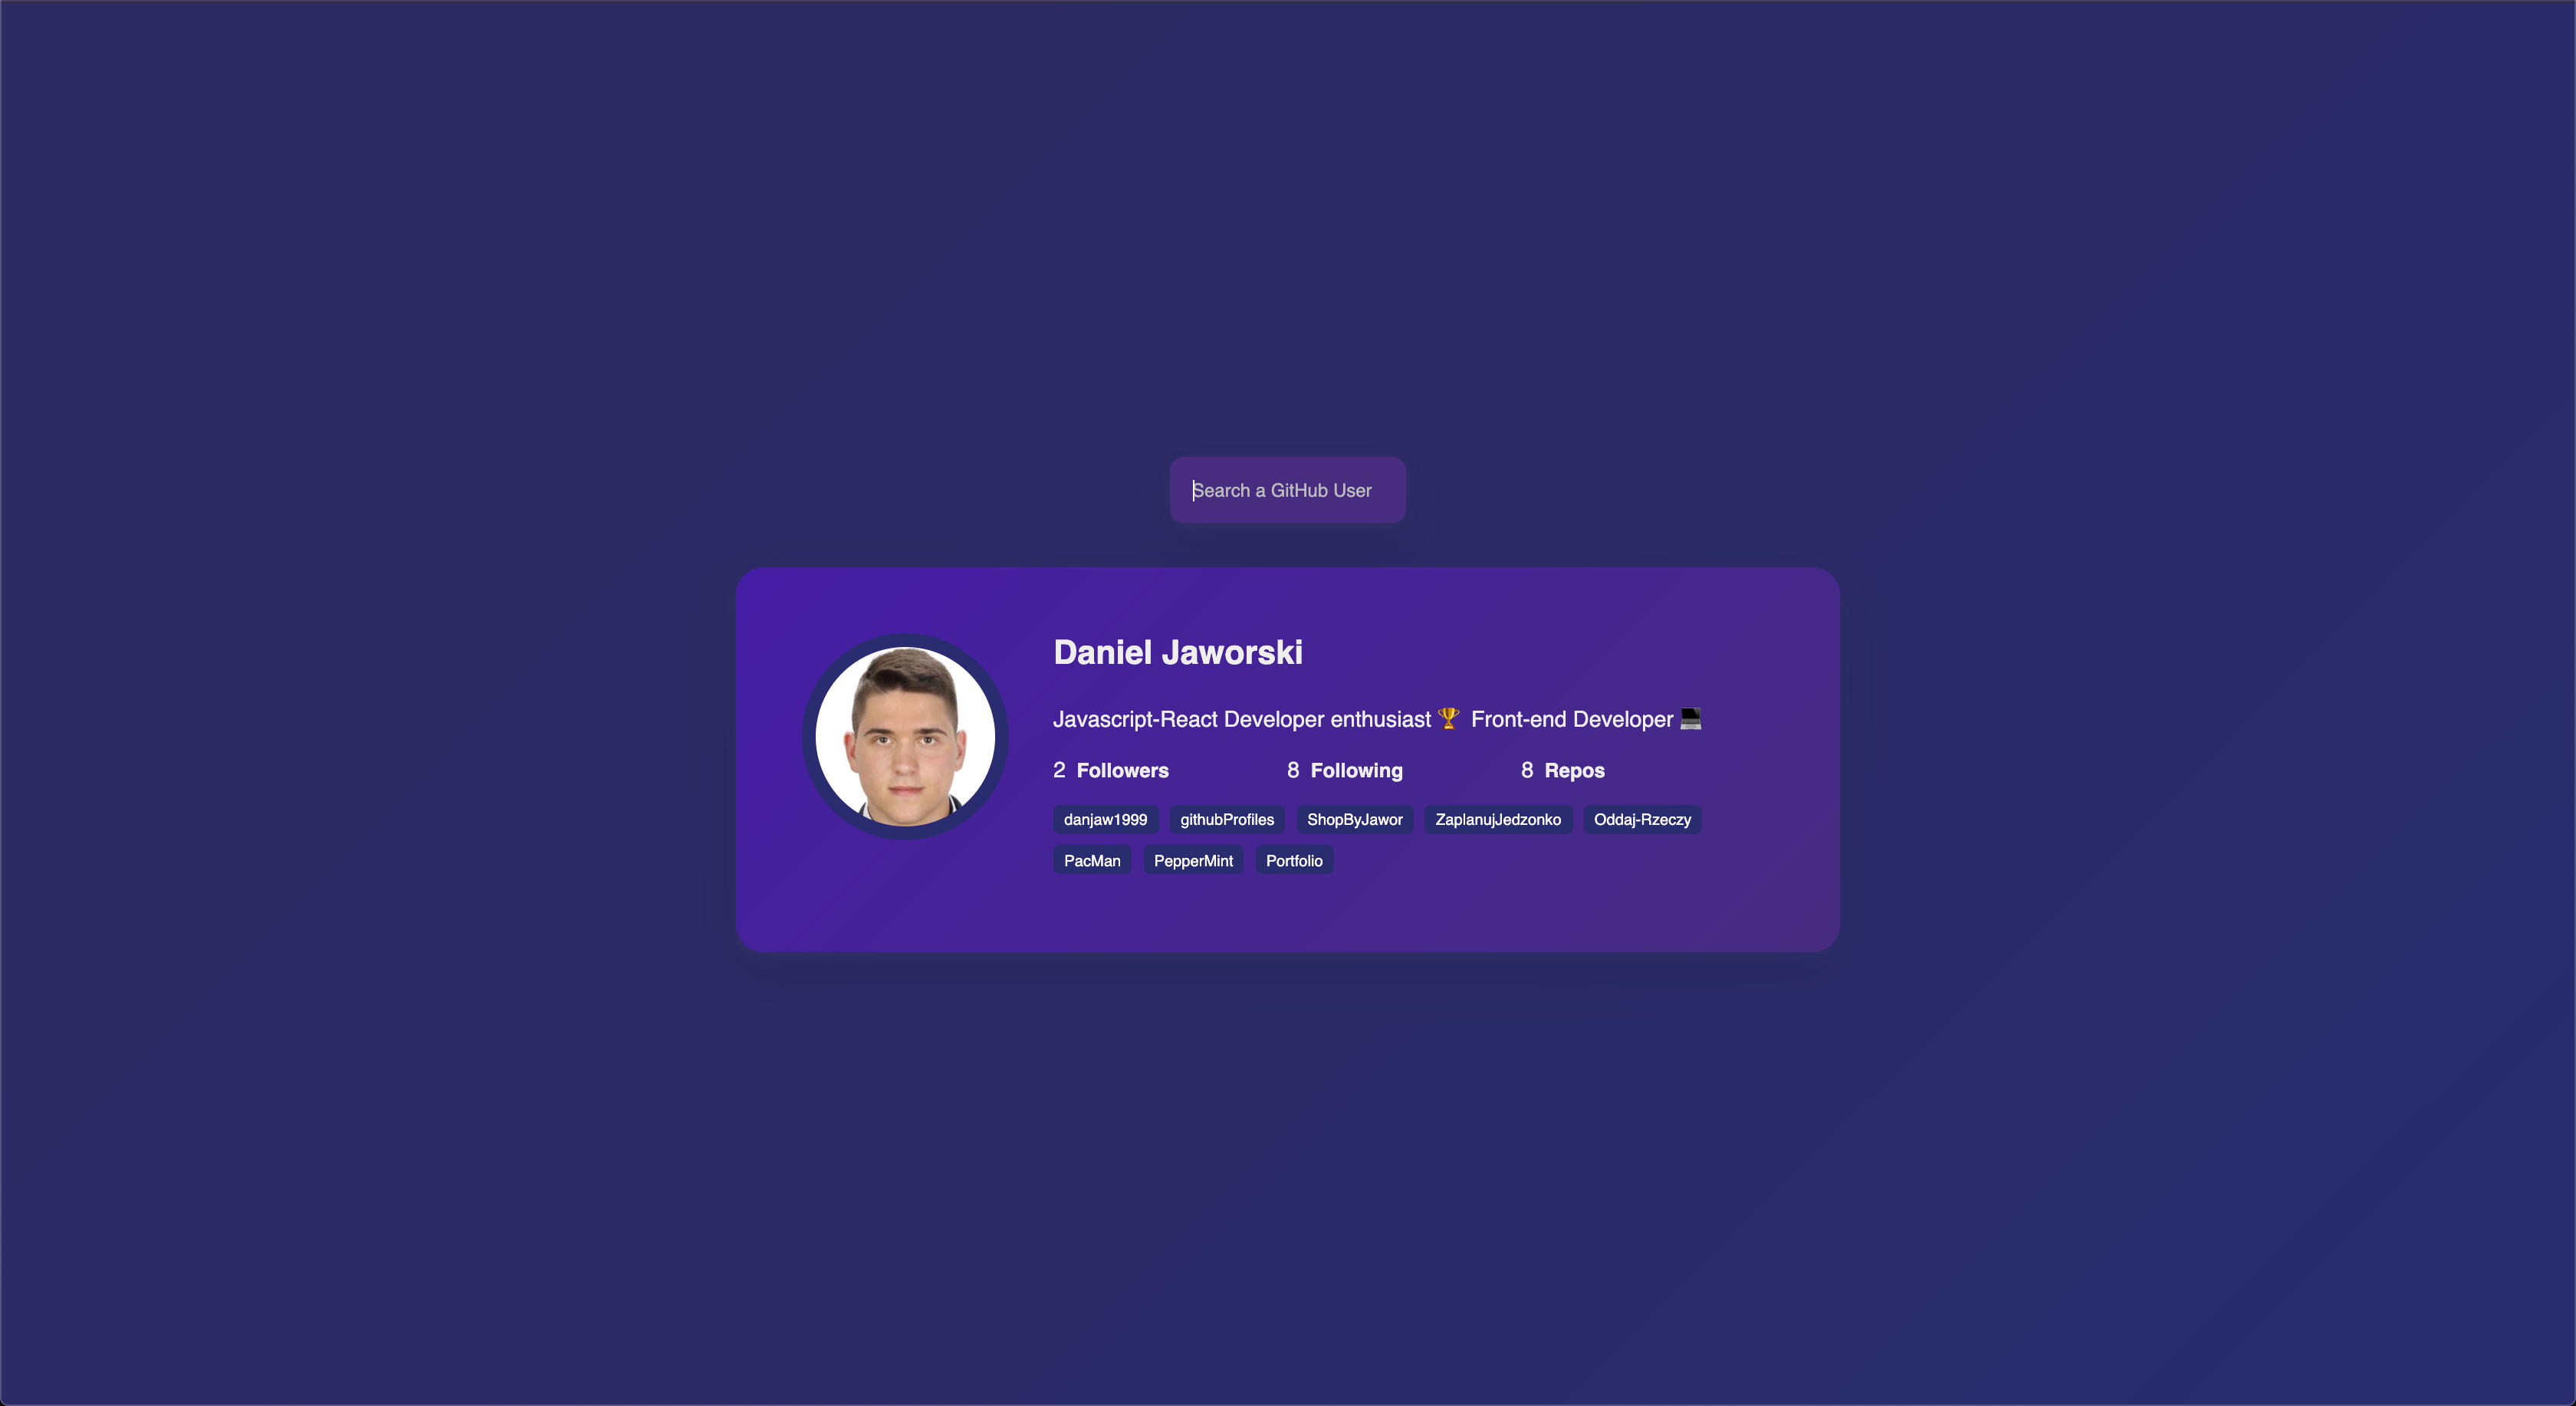 Search a GitHub User
Daniel Jaworski
Javascript-React Developer enthusiast 🏆 Front-end Developer 💻
2 Followers 8 Following 8 Repos
danjaw1999 githubProfiles ShopByJawor ZaplanujJedzonko Oddaj-Rzeczy
PacMan PepperMint Portfolio